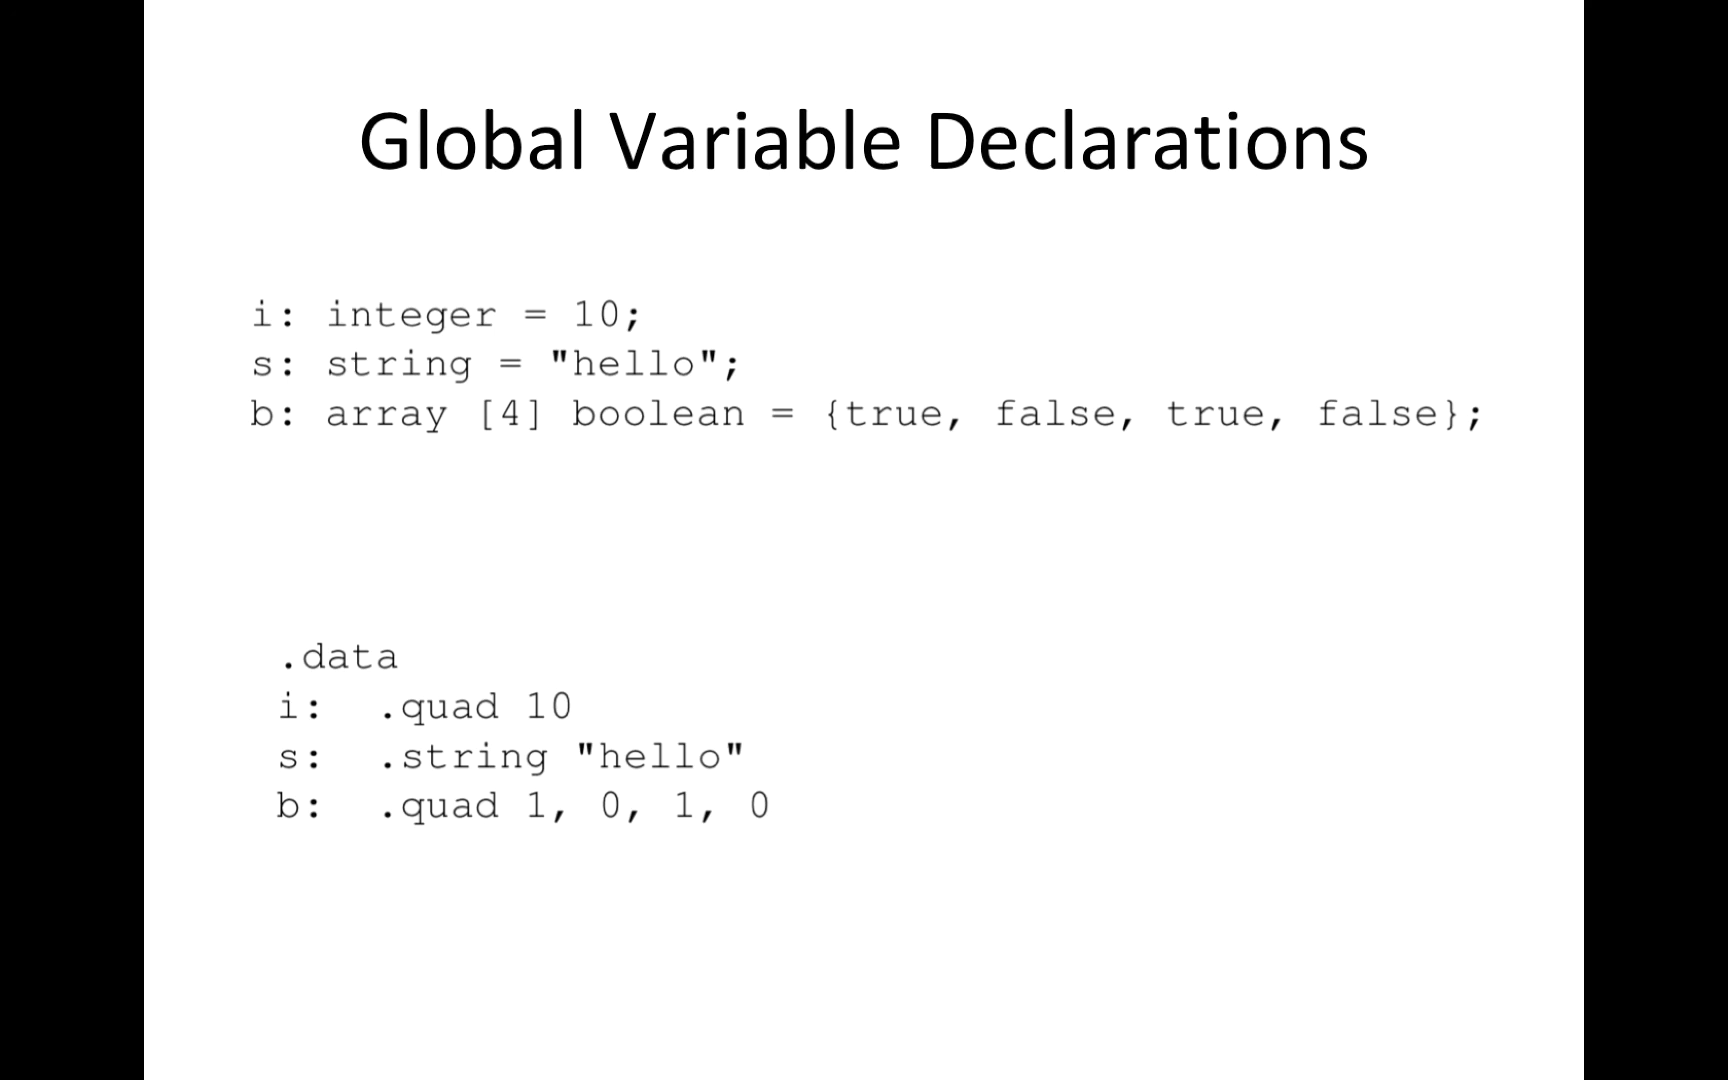 Global Variable Declarations
i: integer = 10;
s: string = "hello";
b: array [4] boolean = {true, false, true, false};
.data
i: .quad 10
s: .string "hello"
b: .quad 1, 0, 1, 0